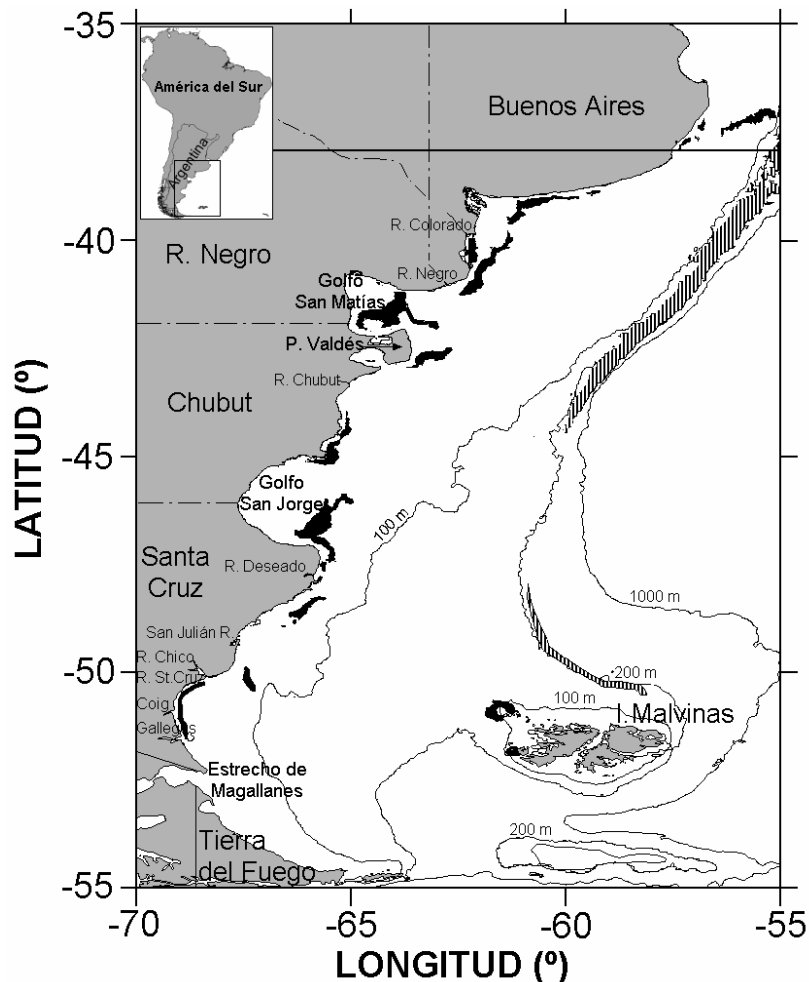 -35
América del Sur
Argentina
Buenos Aires
-40
R. Colorado
R. Negro
R. Negro
Golfo
San Matías
P. Valdés
R. Chubut
Chubut
-45
Golfo
San Jorge
100 m
Santa
Cruz
R. Deseado
1000 m
San Julián R.
R. Chico
-50
R. St.Cruz
200 m
100 m
Coig.
I.Malvinas
Gallegos
Estrecho de
Magallanes
200 m
Tierra
del Fuego
-55
-70
-65
-60
-55
LATITUD (º)
LONGITUD (º)